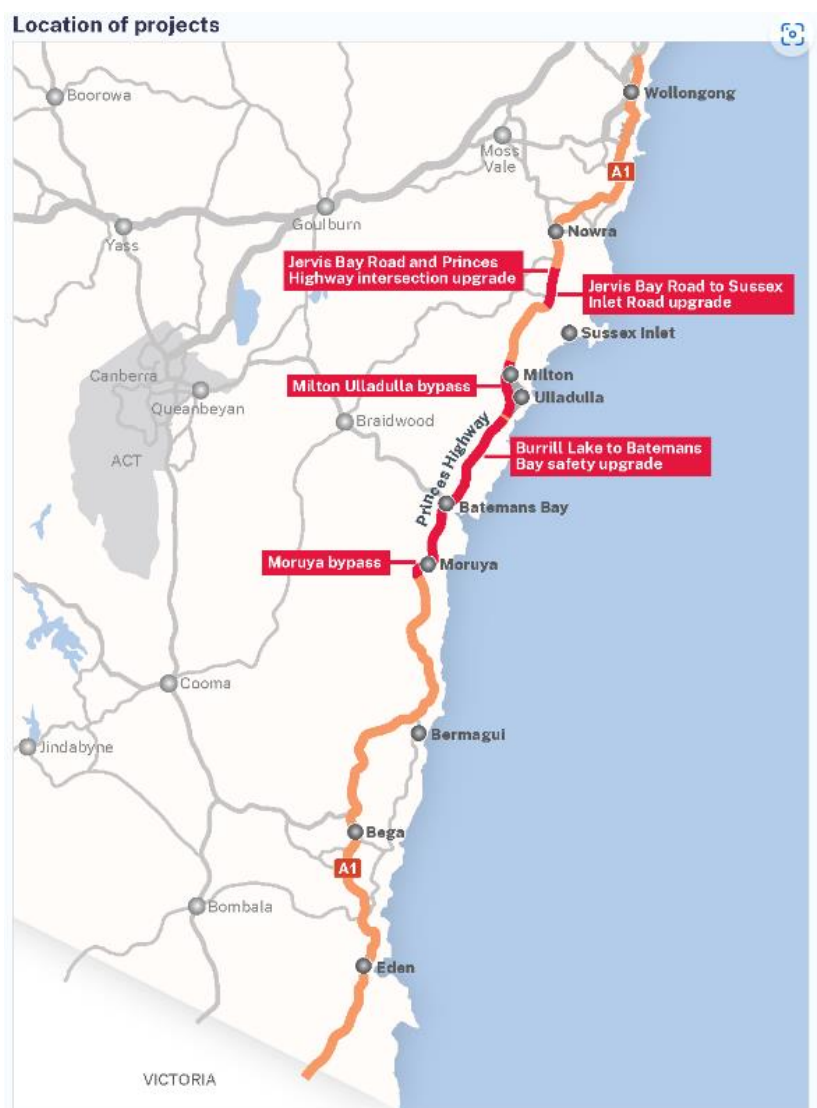 Location of projects
Boorowa
Wollongong
Moss
Vale
A1
Goulburn
Yass
Nowra
Jervis Bay Road and Princes
Highway intersection upgrade
Jervis Bay Road to Sussex
Inlet Road upgrade
Sussex Inlet
Canberra
Milton
Milton Ulladulla bypass
Ulladulla
Queanbeyan
Braidwood
Princes Highway
ACT
Burrill Lake to Batemans
Bay safety upgrade
Batemans Bay
Moruya bypass
Moruya
Cooma
Bermagui
Jindabyne
Bega
A1
Bombala
Eden
VICTORIA